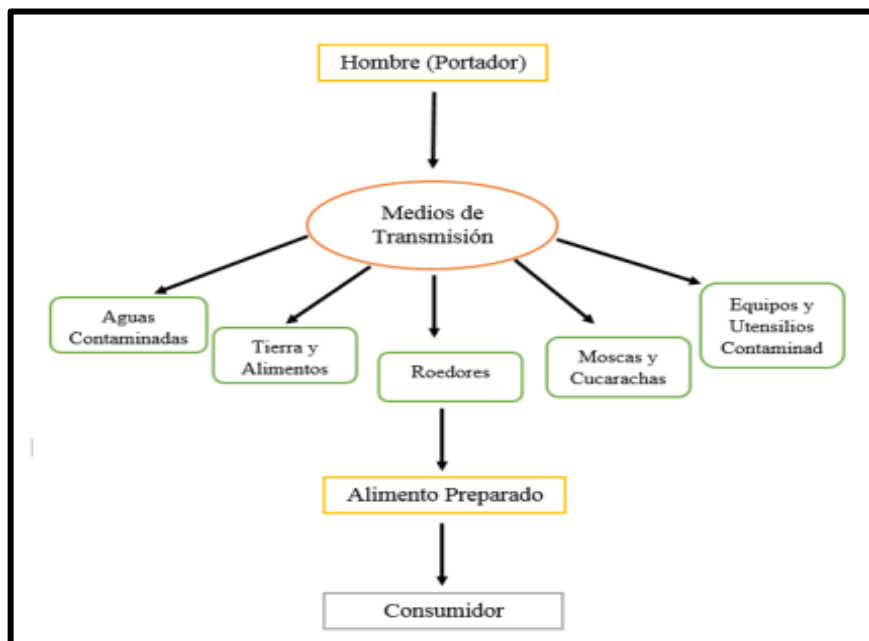 Hombre (Portador)
Medios de
Transmisión
Aguas
Contaminadas
Tierra y
Alimentos
Roedores
Moscas y
Cucarachas
Equipos y
Utensilios
Contaminad
Alimento Preparado
Consumidor